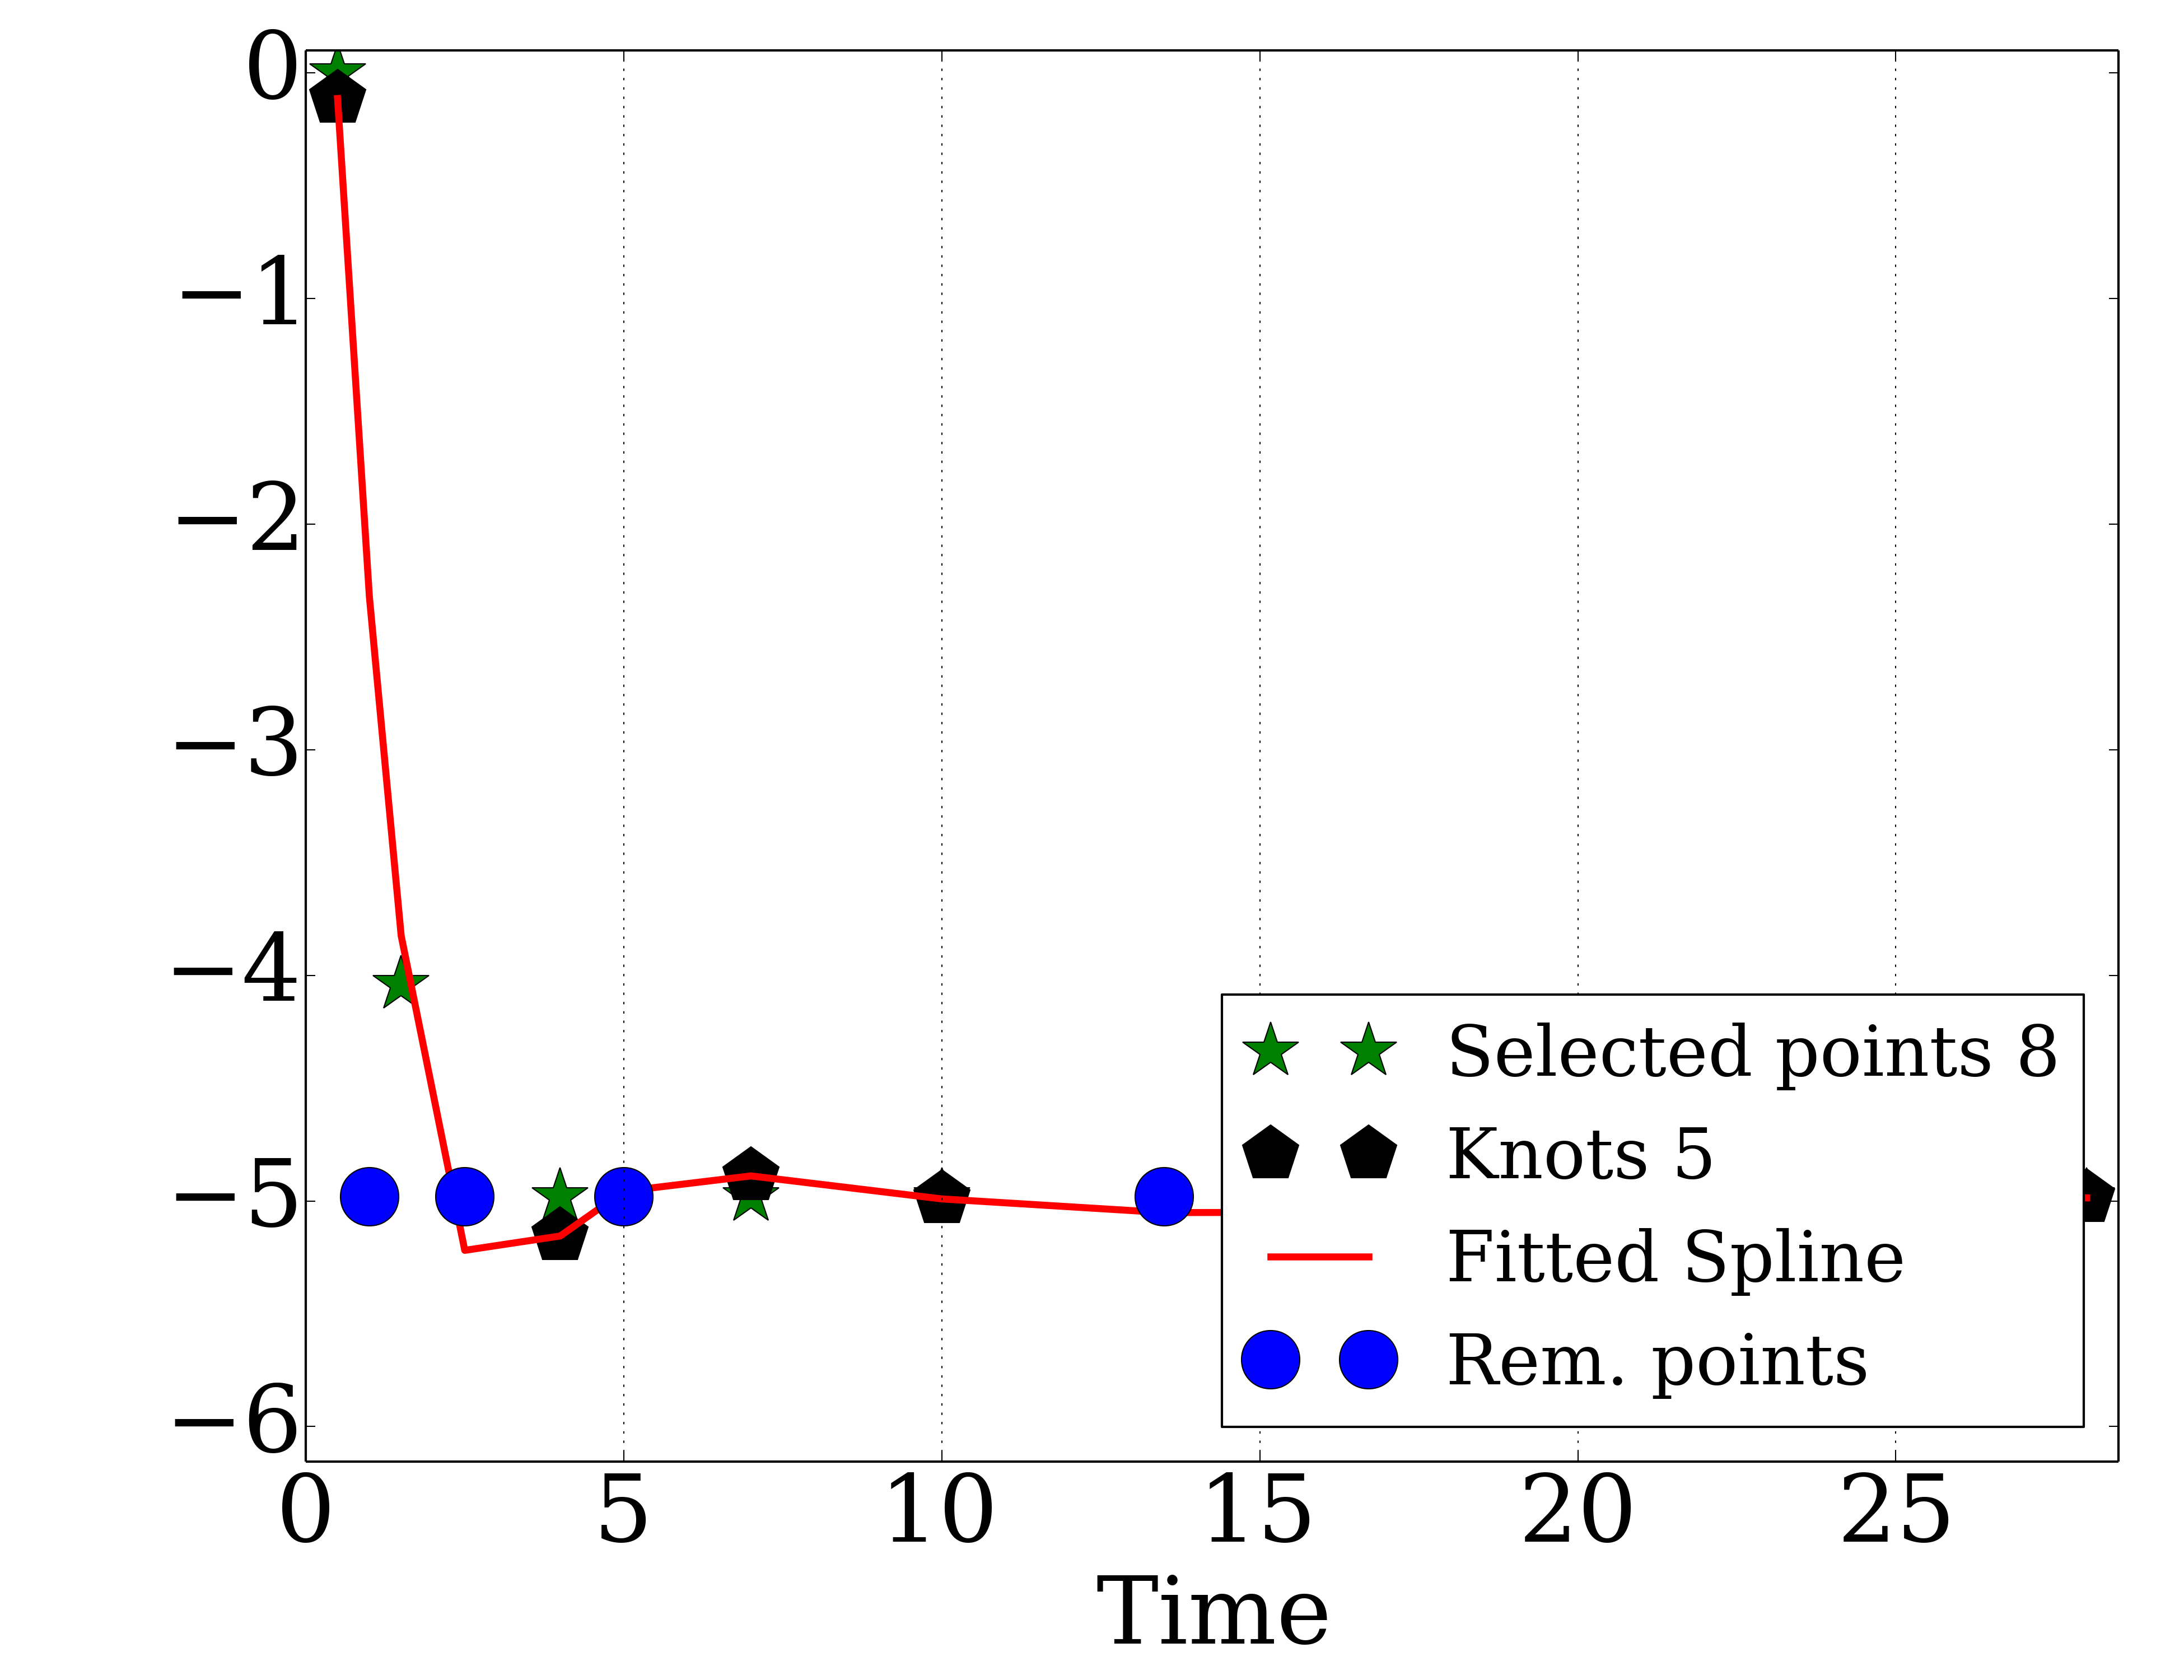 0
−1
−2
−3
−4
−5
−6
Selected points 8
Knots 5
Fitted Spline
Rem. points
0 5 10 15 20 25
Time